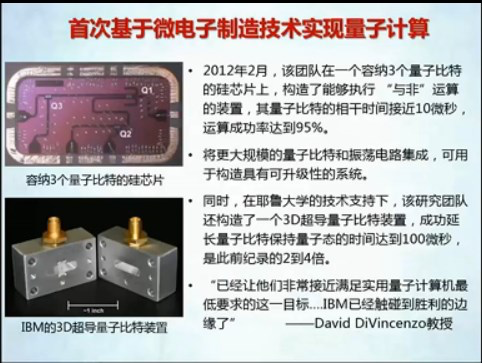 首次基于微电子制造技术实现量子计算
Q1
Q3
Q2
容纳3个量子比特的硅芯片
~1 inch
IBM的3D超导量子比特装置
• 2012年2月，该团队在一个容纳3个量子比特
的硅芯片上，构造了能够执行 “与非”运算
的装置，其量子比特的相干时间接近10微秒，
运算成功率达到95%。
• 将更大规模的量子比特和振荡电路集成，可用
于构造具有可升级性的系统。
• 同时，在耶鲁大学的技术支持下，该研究团队
还构造了一个3D超导量子比特装置，成功延
长量子比特保持量子态的时间达到100微秒，
是此前纪录的2到4倍。
• “已经让他们非常接近满足实用量子计算机最
低要求的这一目标....IBM已经触碰到胜利的边
缘了” ——David DiVincenzo教授